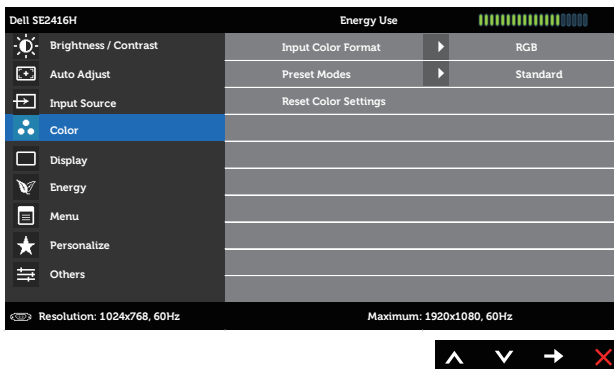 Dell SE2416H Energy Use
Brightness / Contrast Input Color Format RGB
Auto Adjust Preset Modes Standard
Input Source Reset Color Settings
Color
Display
Energy
Menu
Personalize
Others
Resolution: 1024x768, 60Hz Maximum: 1920x1080, 60Hz